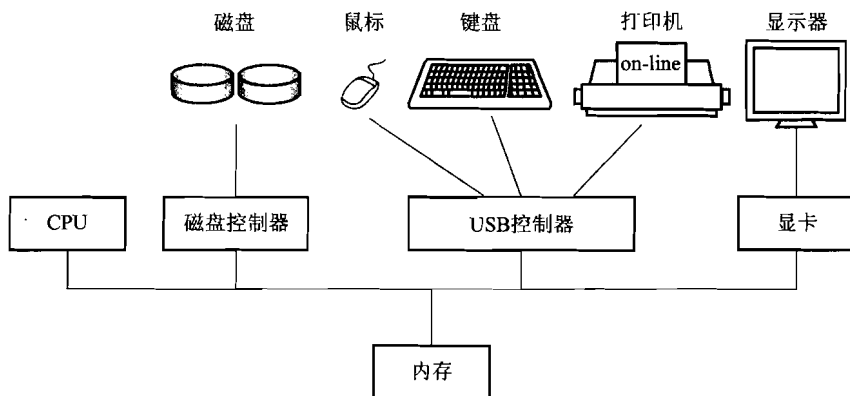 磁盘
鼠标
键盘
打印机
显示器
on-line
CPU
磁盘控制器
USB控制器
显卡
内存